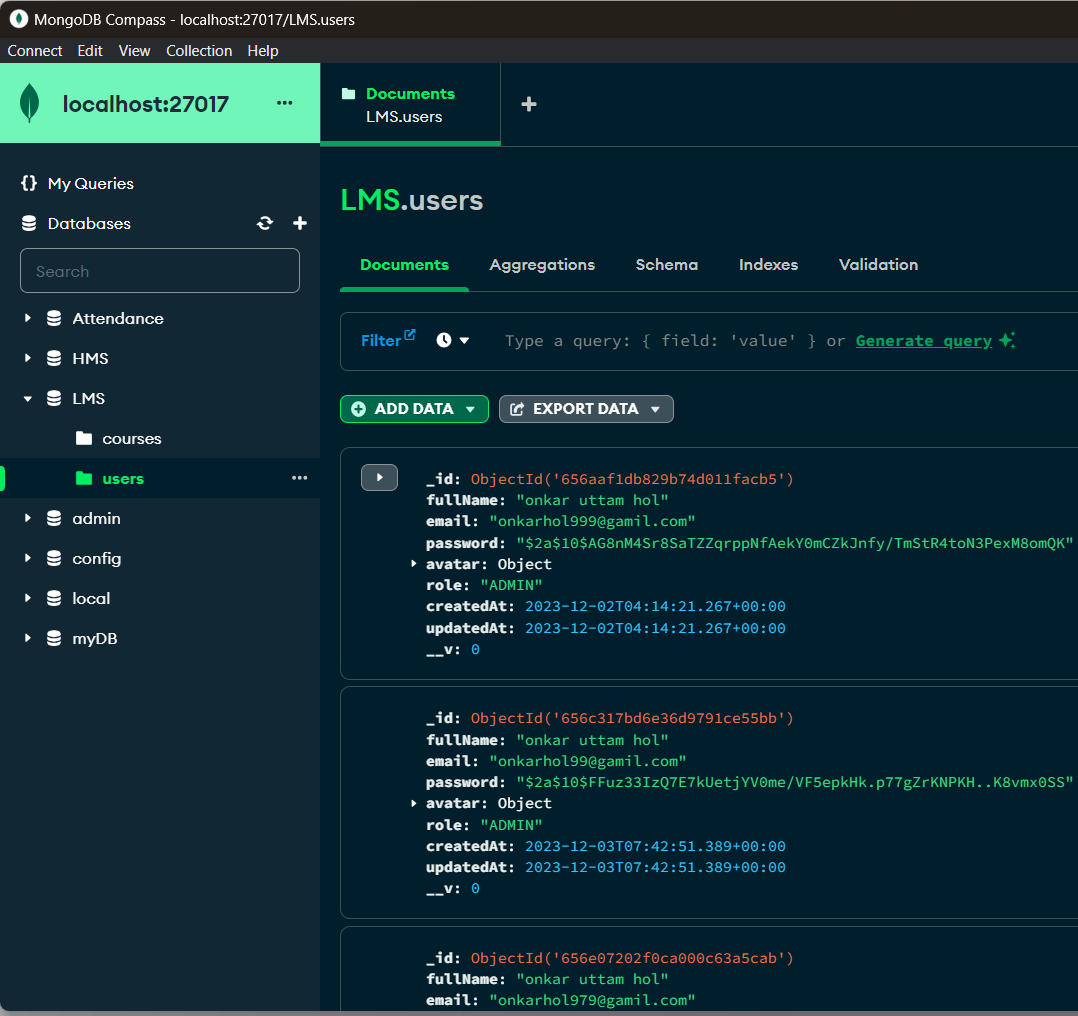 MongoDB Compass - localhost:27017/LMS.users
Connect Edit View Collection Help
localhost:27017 ...
Documents
LMS.users
+
{} My Queries
Databases
Search
Attendance
HMS
LMS
courses
users ...
admin
config
local
myDB
LMS.users
Documents Aggregations Schema Indexes Validation
Filter Type a query: { field: 'value' } or Generate query
ADD DATA EXPORT DATA
_id: ObjectId('656aaf1db829b74d011facb5')
fullName: "onkar uttam hol"
email: "onkarhol999@gamil.com"
password: "$2a$10$AG8nM4Sr8SaTZZqrppNfAekY0mCZkJnfy/TmStR4toN3PexM8omQK"
avatar: Object
role: "ADMIN"
createdAt: 2023-12-02T04:14:21.267+00:00
updatedAt: 2023-12-02T04:14:21.267+00:00
__v: 0
_id: ObjectId('656c317bd6e36d9791ce55bb')
fullName: "onkar uttam hol"
email: "onkarhol99@gamil.com"
password: "$2a$10$FFuz33IzQ7E7kUetjYV0me/VF5epkHk.p77gZrKNPKH..K8vmx0SS"
avatar: Object
role: "ADMIN"
createdAt: 2023-12-03T07:42:51.389+00:00
updatedAt: 2023-12-03T07:42:51.389+00:00
__v: 0
_id: ObjectId('656e07202f0ca000c63a5cab')
fullName: "onkar uttam hol"
email: "onkarhol979@gamil.com"